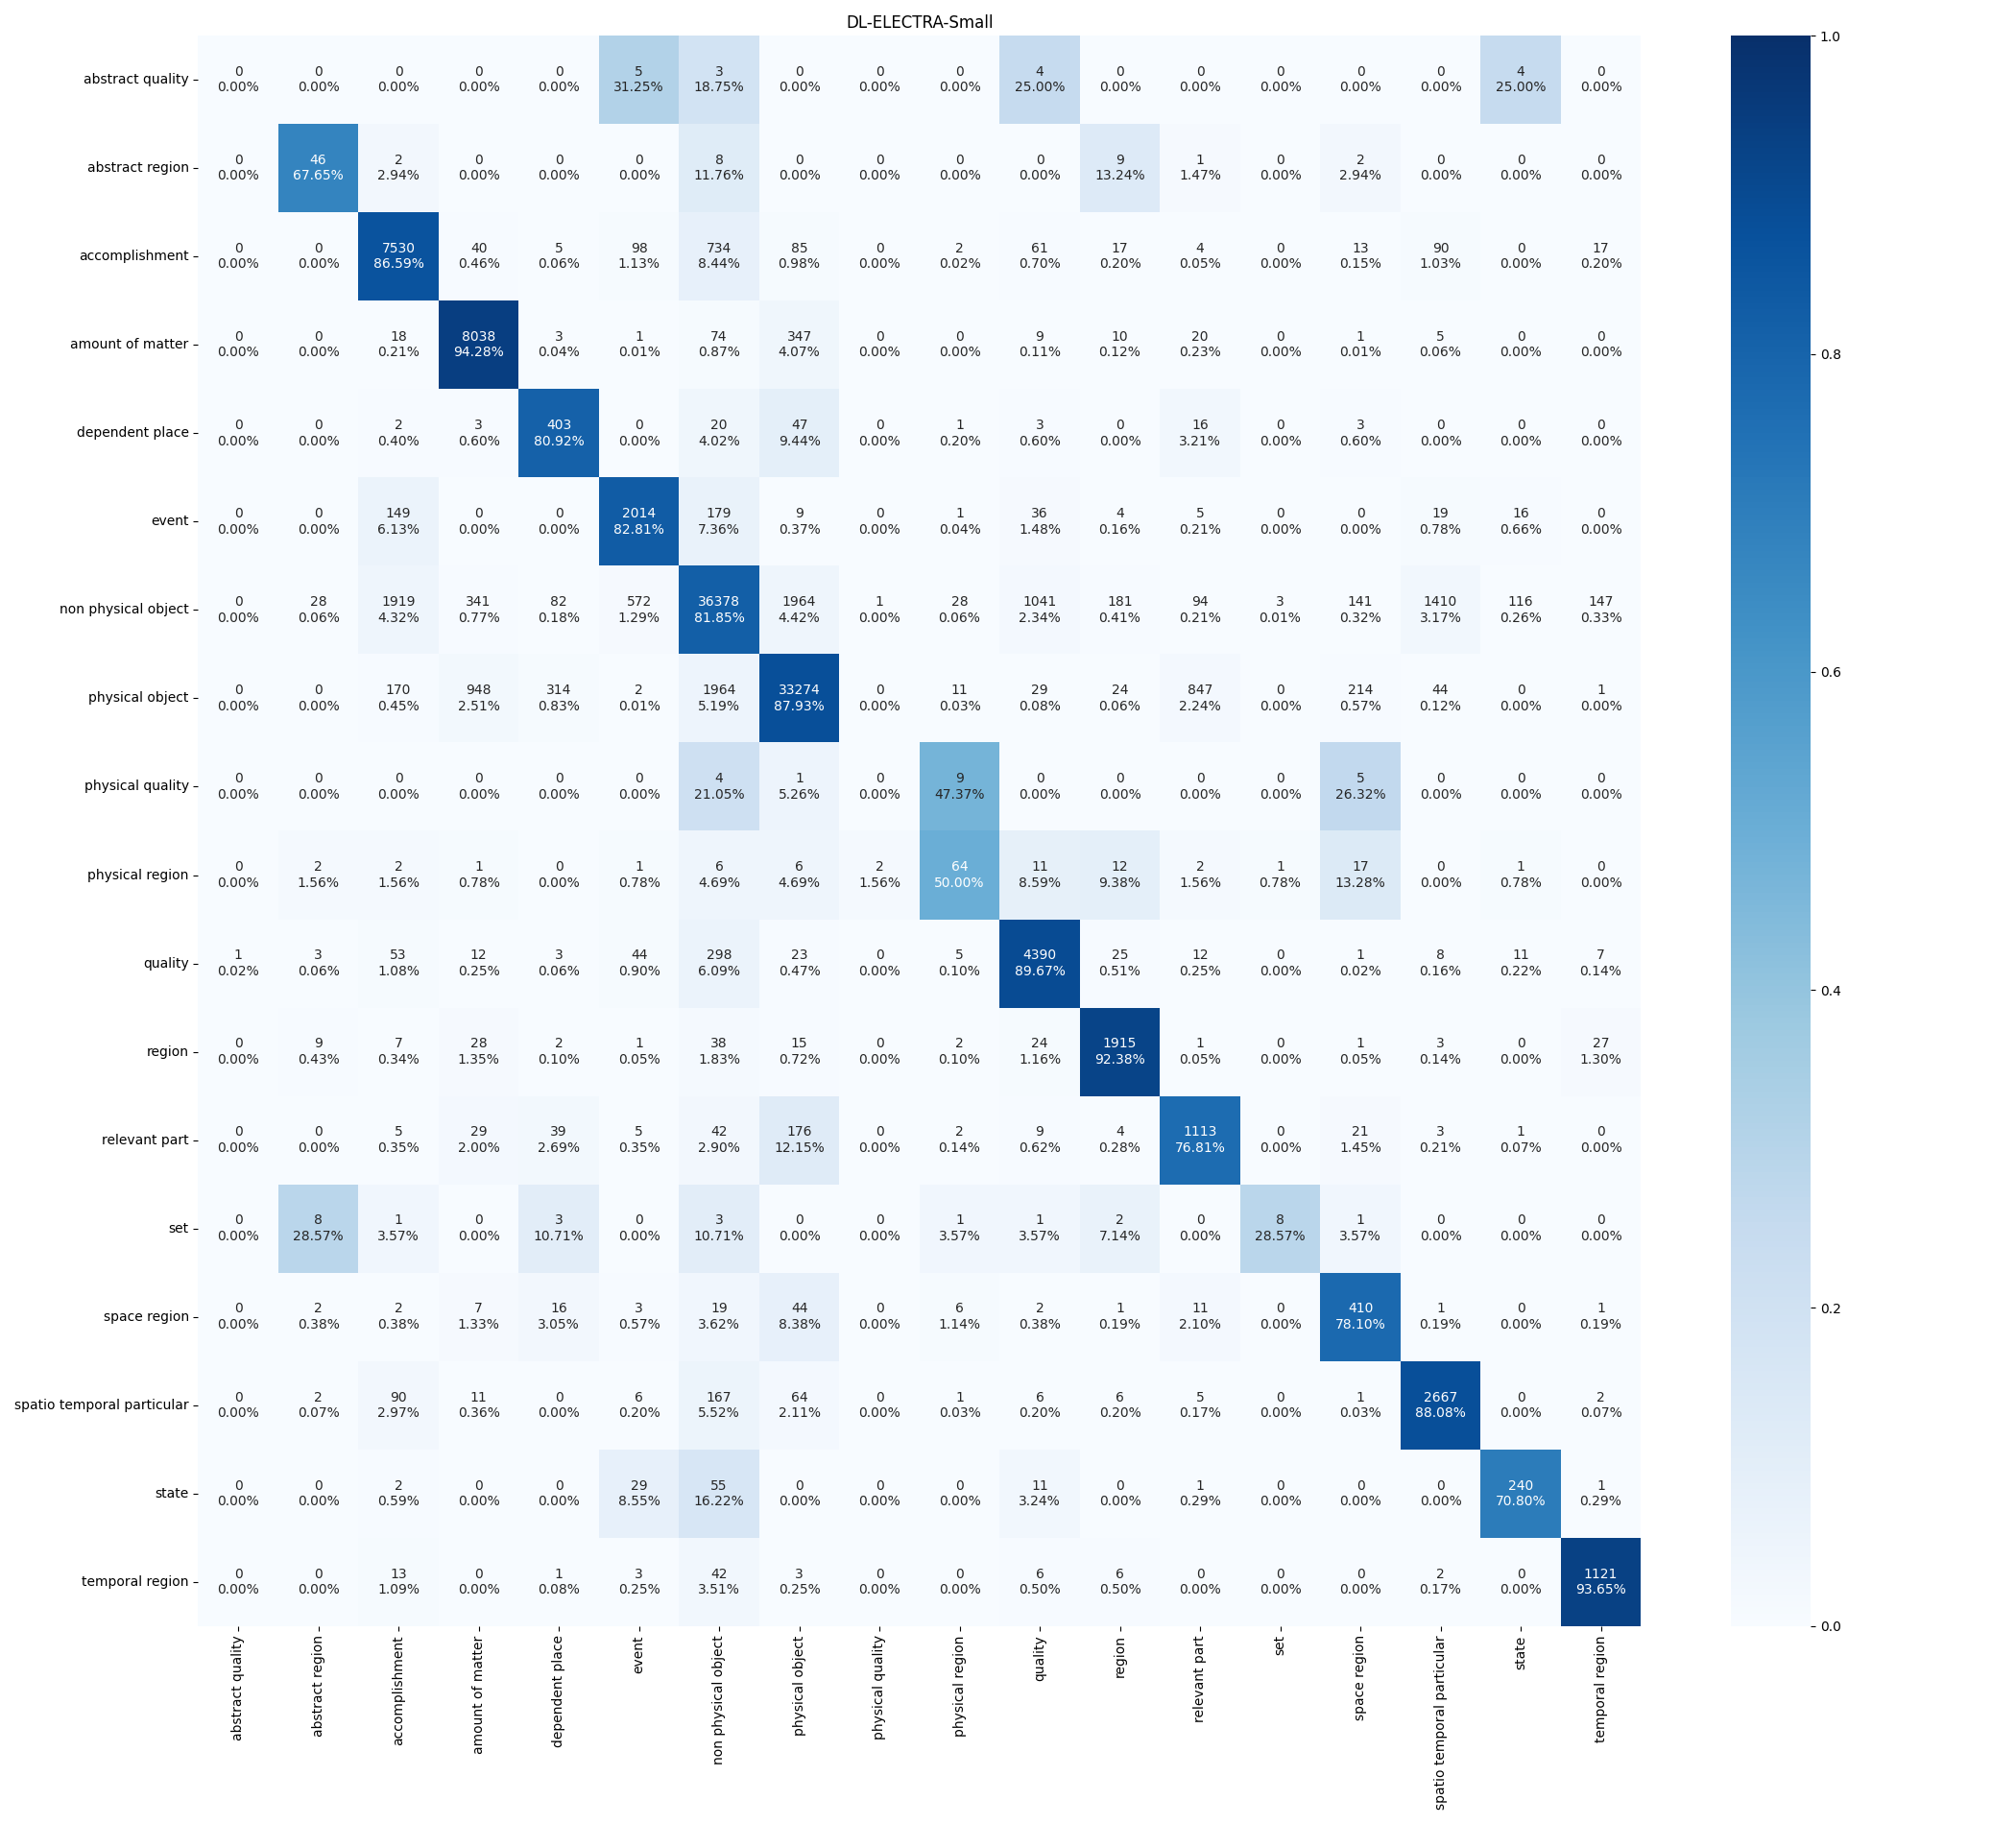 DL-ELECTRA-Small
abstract quality 0 0 0 0 0 5 3 0 0 0 4 0 0 0 0 0 4 0
0.00% 0.00% 0.00% 0.00% 0.00% 31.25% 18.75% 0.00% 0.00% 0.00% 25.00% 0.00% 0.00% 0.00% 0.00% 0.00% 25.00% 0.00%
abstract region 0 46 2 0 0 0 8 0 0 0 0 9 1 0 2 0 0 0
0.00% 67.65% 2.94% 0.00% 0.00% 0.00% 11.76% 0.00% 0.00% 0.00% 0.00% 13.24% 1.47% 0.00% 2.94% 0.00% 0.00% 0.00%
accomplishment 0 0 7530 40 5 98 734 85 0 2 61 17 4 0 13 90 0 17
0.00% 0.00% 86.59% 0.46% 0.06% 1.13% 8.44% 0.98% 0.00% 0.02% 0.70% 0.20% 0.05% 0.00% 0.15% 1.03% 0.00% 0.20%
amount of matter 0 0 18 8038 3 1 74 347 0 0 9 10 20 0 1 5 0 0
0.00% 0.00% 0.21% 94.28% 0.04% 0.01% 0.87% 4.07% 0.00% 0.00% 0.11% 0.12% 0.23% 0.00% 0.01% 0.06% 0.00% 0.00%
dependent place 0 0 2 3 403 0 20 47 0 1 3 0 16 0 3 0 0 0
0.00% 0.00% 0.40% 0.60% 80.92% 0.00% 4.02% 9.44% 0.00% 0.20% 0.60% 0.00% 3.21% 0.00% 0.60% 0.00% 0.00% 0.00%
event 0 0 149 0 0 2014 179 9 0 1 36 4 5 0 0 19 16 0
0.00% 0.00% 6.13% 0.00% 0.00% 82.81% 7.36% 0.37% 0.00% 0.04% 1.48% 0.16% 0.21% 0.00% 0.00% 0.78% 0.66% 0.00%
non physical object 0 28 1919 341 82 572 36378 1964 1 28 1041 181 94 3 141 1410 116 147
0.00% 0.06% 4.32% 0.77% 0.18% 1.29% 81.85% 4.42% 0.00% 0.06% 2.34% 0.41% 0.21% 0.01% 0.32% 3.17% 0.26% 0.33%
physical object 0 0 170 948 314 2 1964 33274 0 11 29 24 847 0 214 44 0 1
0.00% 0.00% 0.45% 2.51% 0.83% 0.01% 5.19% 87.93% 0.00% 0.03% 0.08% 0.06% 2.24% 0.00% 0.57% 0.12% 0.00% 0.00%
physical quality 0 0 0 0 0 0 4 1 0 9 0 0 0 0 5 0 0 0
0.00% 0.00% 0.00% 0.00% 0.00% 0.00% 21.05% 5.26% 0.00% 47.37% 0.00% 0.00% 0.00% 0.00% 26.32% 0.00% 0.00% 0.00%
physical region 0 2 2 1 0 1 6 6 2 64 11 12 2 1 17 0 1 0
0.00% 1.56% 1.56% 0.78% 0.00% 0.78% 4.69% 4.69% 1.56% 50.00% 8.59% 9.38% 1.56% 0.78% 13.28% 0.00% 0.78% 0.00%
quality 1 3 53 12 3 44 298 23 0 5 4390 25 12 0 1 8 11 7
0.02% 0.06% 1.08% 0.25% 0.06% 0.90% 6.09% 0.47% 0.00% 0.10% 89.67% 0.51% 0.25% 0.00% 0.02% 0.16% 0.22% 0.14%
region 0 9 7 28 2 1 38 15 0 2 24 1915 1 0 1 3 0 27
0.00% 0.43% 0.34% 1.35% 0.10% 0.05% 1.83% 0.72% 0.00% 0.10% 1.16% 92.38% 0.05% 0.00% 0.05% 0.14% 0.00% 1.30%
relevant part 0 0 5 29 39 5 42 176 0 2 9 4 1113 0 21 3 1 0
0.00% 0.00% 0.35% 2.00% 2.69% 0.35% 2.90% 12.15% 0.00% 0.14% 0.62% 0.28% 76.81% 0.00% 1.45% 0.21% 0.07% 0.00%
set 0 8 1 0 3 0 3 0 0 1 1 2 0 8 1 0 0 0
0.00% 28.57% 3.57% 0.00% 10.71% 0.00% 10.71% 0.00% 0.00% 3.57% 3.57% 7.14% 0.00% 28.57% 3.57% 0.00% 0.00% 0.00%
space region 0 2 2 7 16 3 19 44 0 6 2 1 11 0 410 1 0 1
0.00% 0.38% 0.38% 1.33% 3.05% 0.57% 3.62% 8.38% 0.00% 1.14% 0.38% 0.19% 2.10% 0.00% 78.10% 0.19% 0.00% 0.19%
spatio temporal particular 0 2 90 11 0 6 167 64 0 1 6 6 5 0 1 2667 0 2
0.00% 0.07% 2.97% 0.36% 0.00% 0.20% 5.52% 2.11% 0.00% 0.03% 0.20% 0.20% 0.17% 0.00% 0.03% 88.08% 0.00% 0.07%
state 0 0 2 0 0 29 55 0 0 0 11 0 1 0 0 0 240 1
0.00% 0.00% 0.59% 0.00% 0.00% 8.55% 16.22% 0.00% 0.00% 0.00% 3.24% 0.00% 0.29% 0.00% 0.00% 0.00% 70.80% 0.29%
temporal region 0 0 13 0 1 3 42 3 0 0 6 6 0 0 0 2 0 1121
0.00% 0.00% 1.09% 0.00% 0.08% 0.25% 3.51% 0.25% 0.00% 0.00% 0.50% 0.50% 0.00% 0.00% 0.00% 0.17% 0.00% 93.65%
abstract quality
abstract region
accomplishment
amount of matter
dependent place
event
non physical object
physical object
physical quality
physical region
quality
region
relevant part
set
space region
spatio temporal particular
state
temporal region
1.0
0.8
0.6
0.4
0.2
0.0